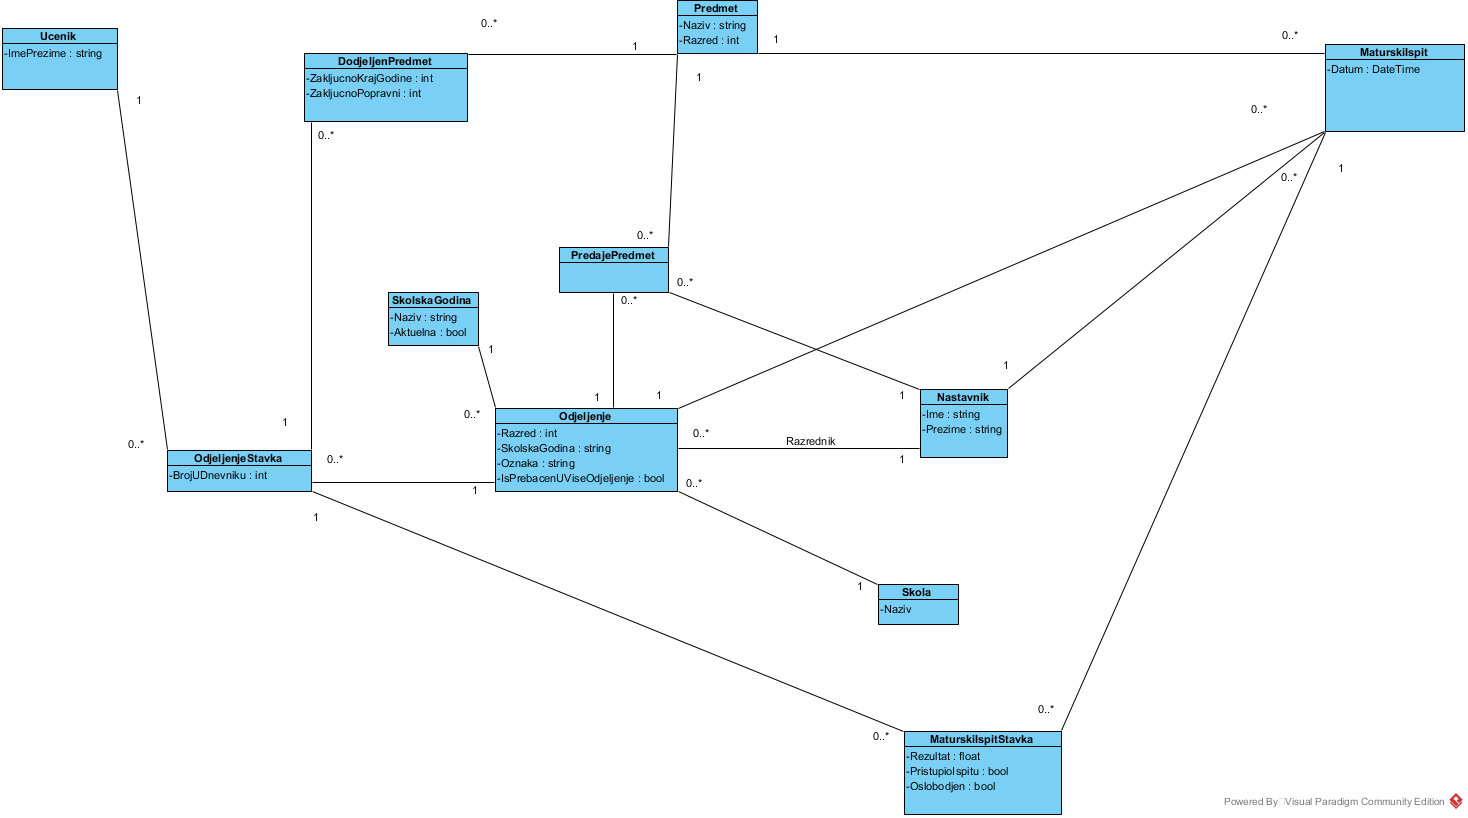 Predmet
-Naziv : string
-Razred : int
Ucenik
-ImePrezime : string
0..*
1
1
0..*
MaturskiIspit
-Datum : DateTime
DodjeljenPredmet
-ZakljucnoKrajGodine : int
-ZakljucnoPopravni : int
1
1
0..*
0..*
0..*
1
0..*
PredajePredmet
0..*
0..*
SkolskaGodina
-Naziv : string
-Aktuelna : bool
1
1
1
1
1
0..*
Nastavnik
-Ime : string
-Prezime : string
Odjeljenje
-Razred : int
-SkolskaGodina : string
-Oznaka : string
-IsPrebacenUViseOdjeljenje : bool
1
0..*
Razrednik
1
0..*
OdjeljenjeStavka
-BrojUDnevniku : int
0..*
1
0..*
1
1
Skola
-Naziv
0..*
0..*
MaturskiIspitStavka
-Rezultat : float
-PristupioIspitu : bool
-Oslobodjen : bool
Powered By Visual Paradigm Community Edition